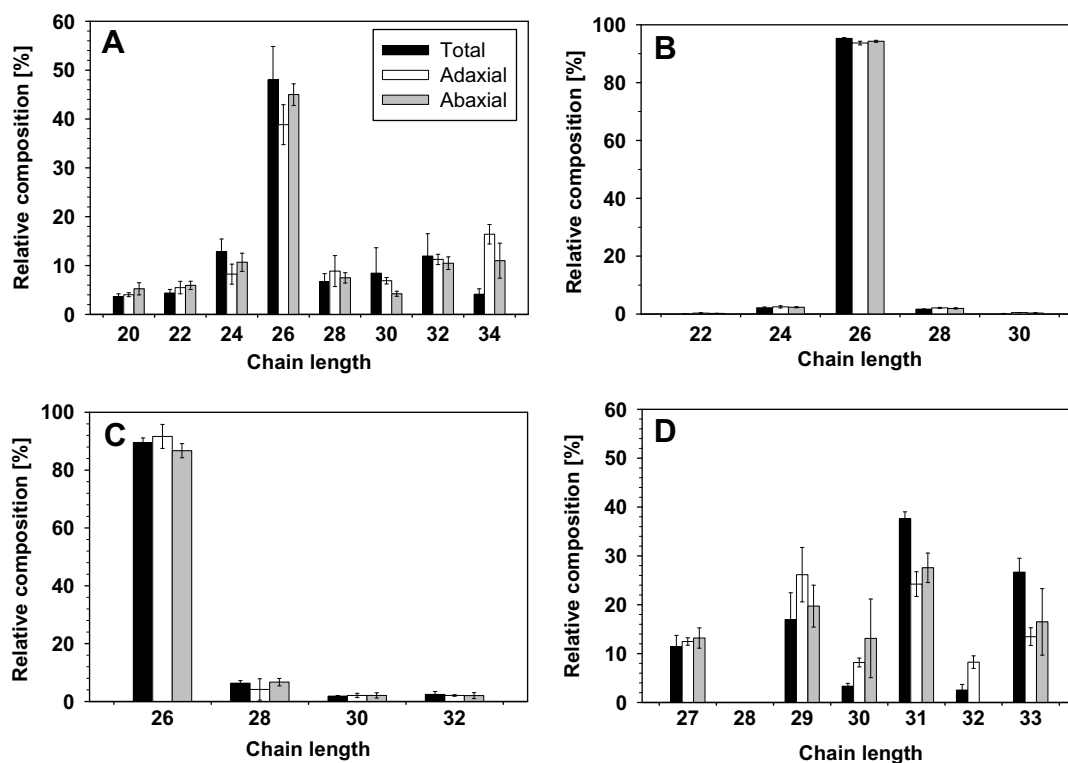 A
Relative composition [%]
60
50
40
30
20
10
0
Total
Adaxial
Abaxial
20 22 24 26 28 30 32 34
Chain length
B
Relative composition [%]
100
80
60
40
20
0
22 24 26 28 30
Chain length
C
Relative composition [%]
100
80
60
40
20
0
26 28 30 32
Chain length
D
Relative composition [%]
60
50
40
30
20
10
0
27 28 29 30 31 32 33
Chain length